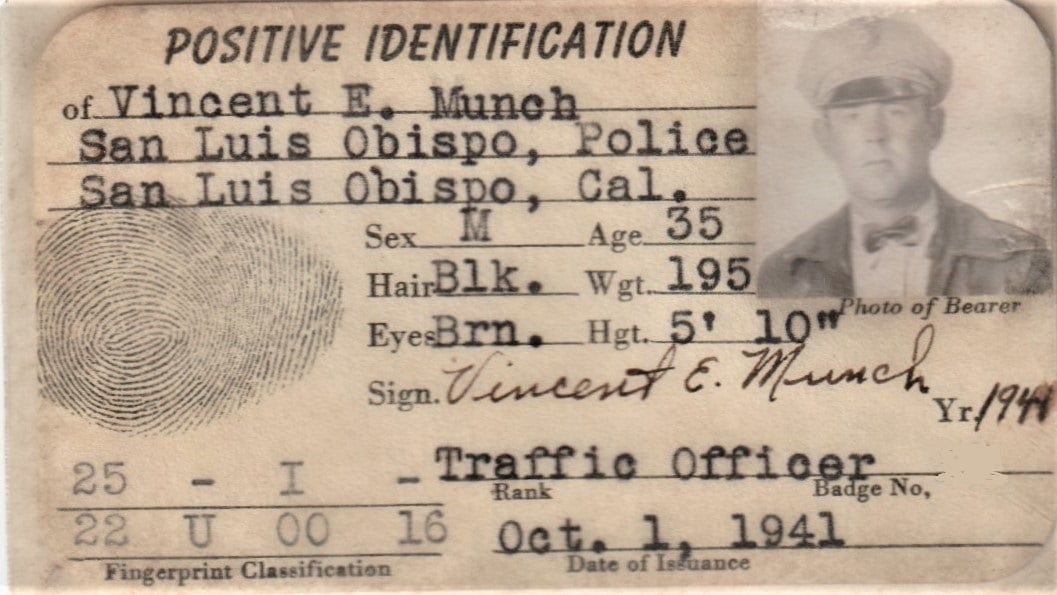 POSITIVE IDENTIFICATION
of Vincent E. Munch
San Luis Obispo, Police
San Luis Obispo, Cal.
Sex M Age 35
Hair Blk. Wgt. 195
Eyes Brn. Hgt. 5' 10"
Photo of Bearer
Sign. Vincent E. Munch
Yr. 1941
25 - I - Traffic Officer
Rank Badge No,
22 U 00 16 Oct. 1, 1941
Fingerprint Classification Date of Issuance